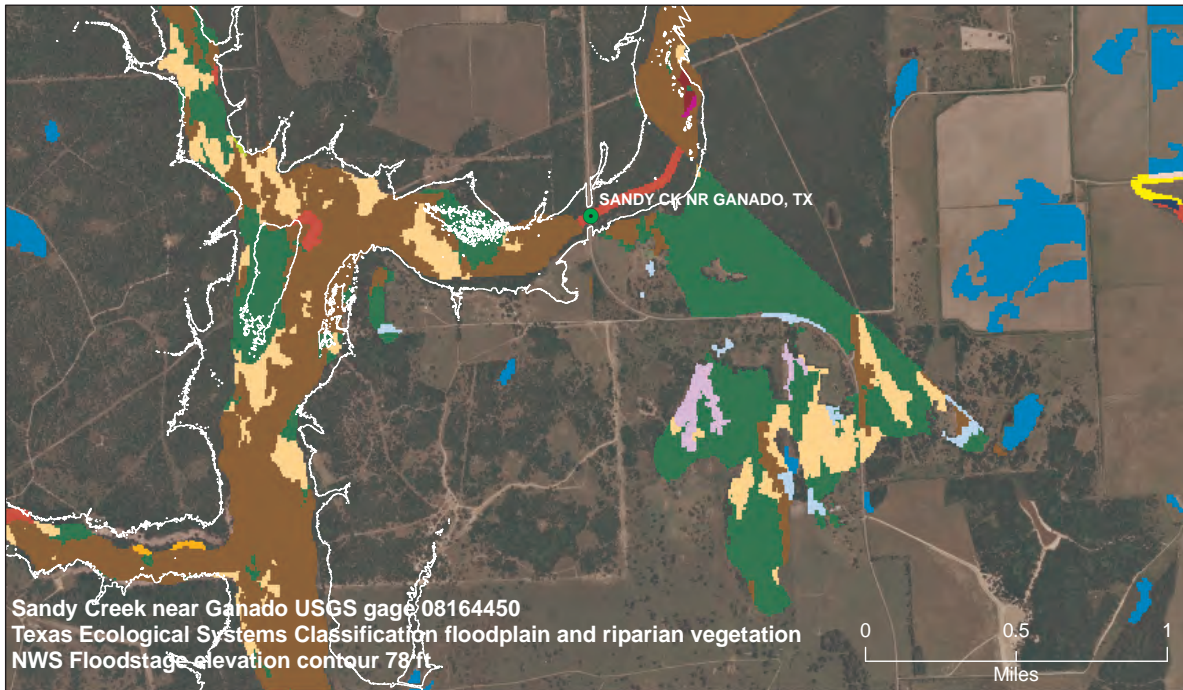 SANDY CK NR GANADO, TX
Sandy Creek near Ganado USGS gage 08164450
Texas Ecological Systems Classification floodplain and riparian vegetation
NWS Floodstage elevation contour 78 ft
0 0.5 1
Miles